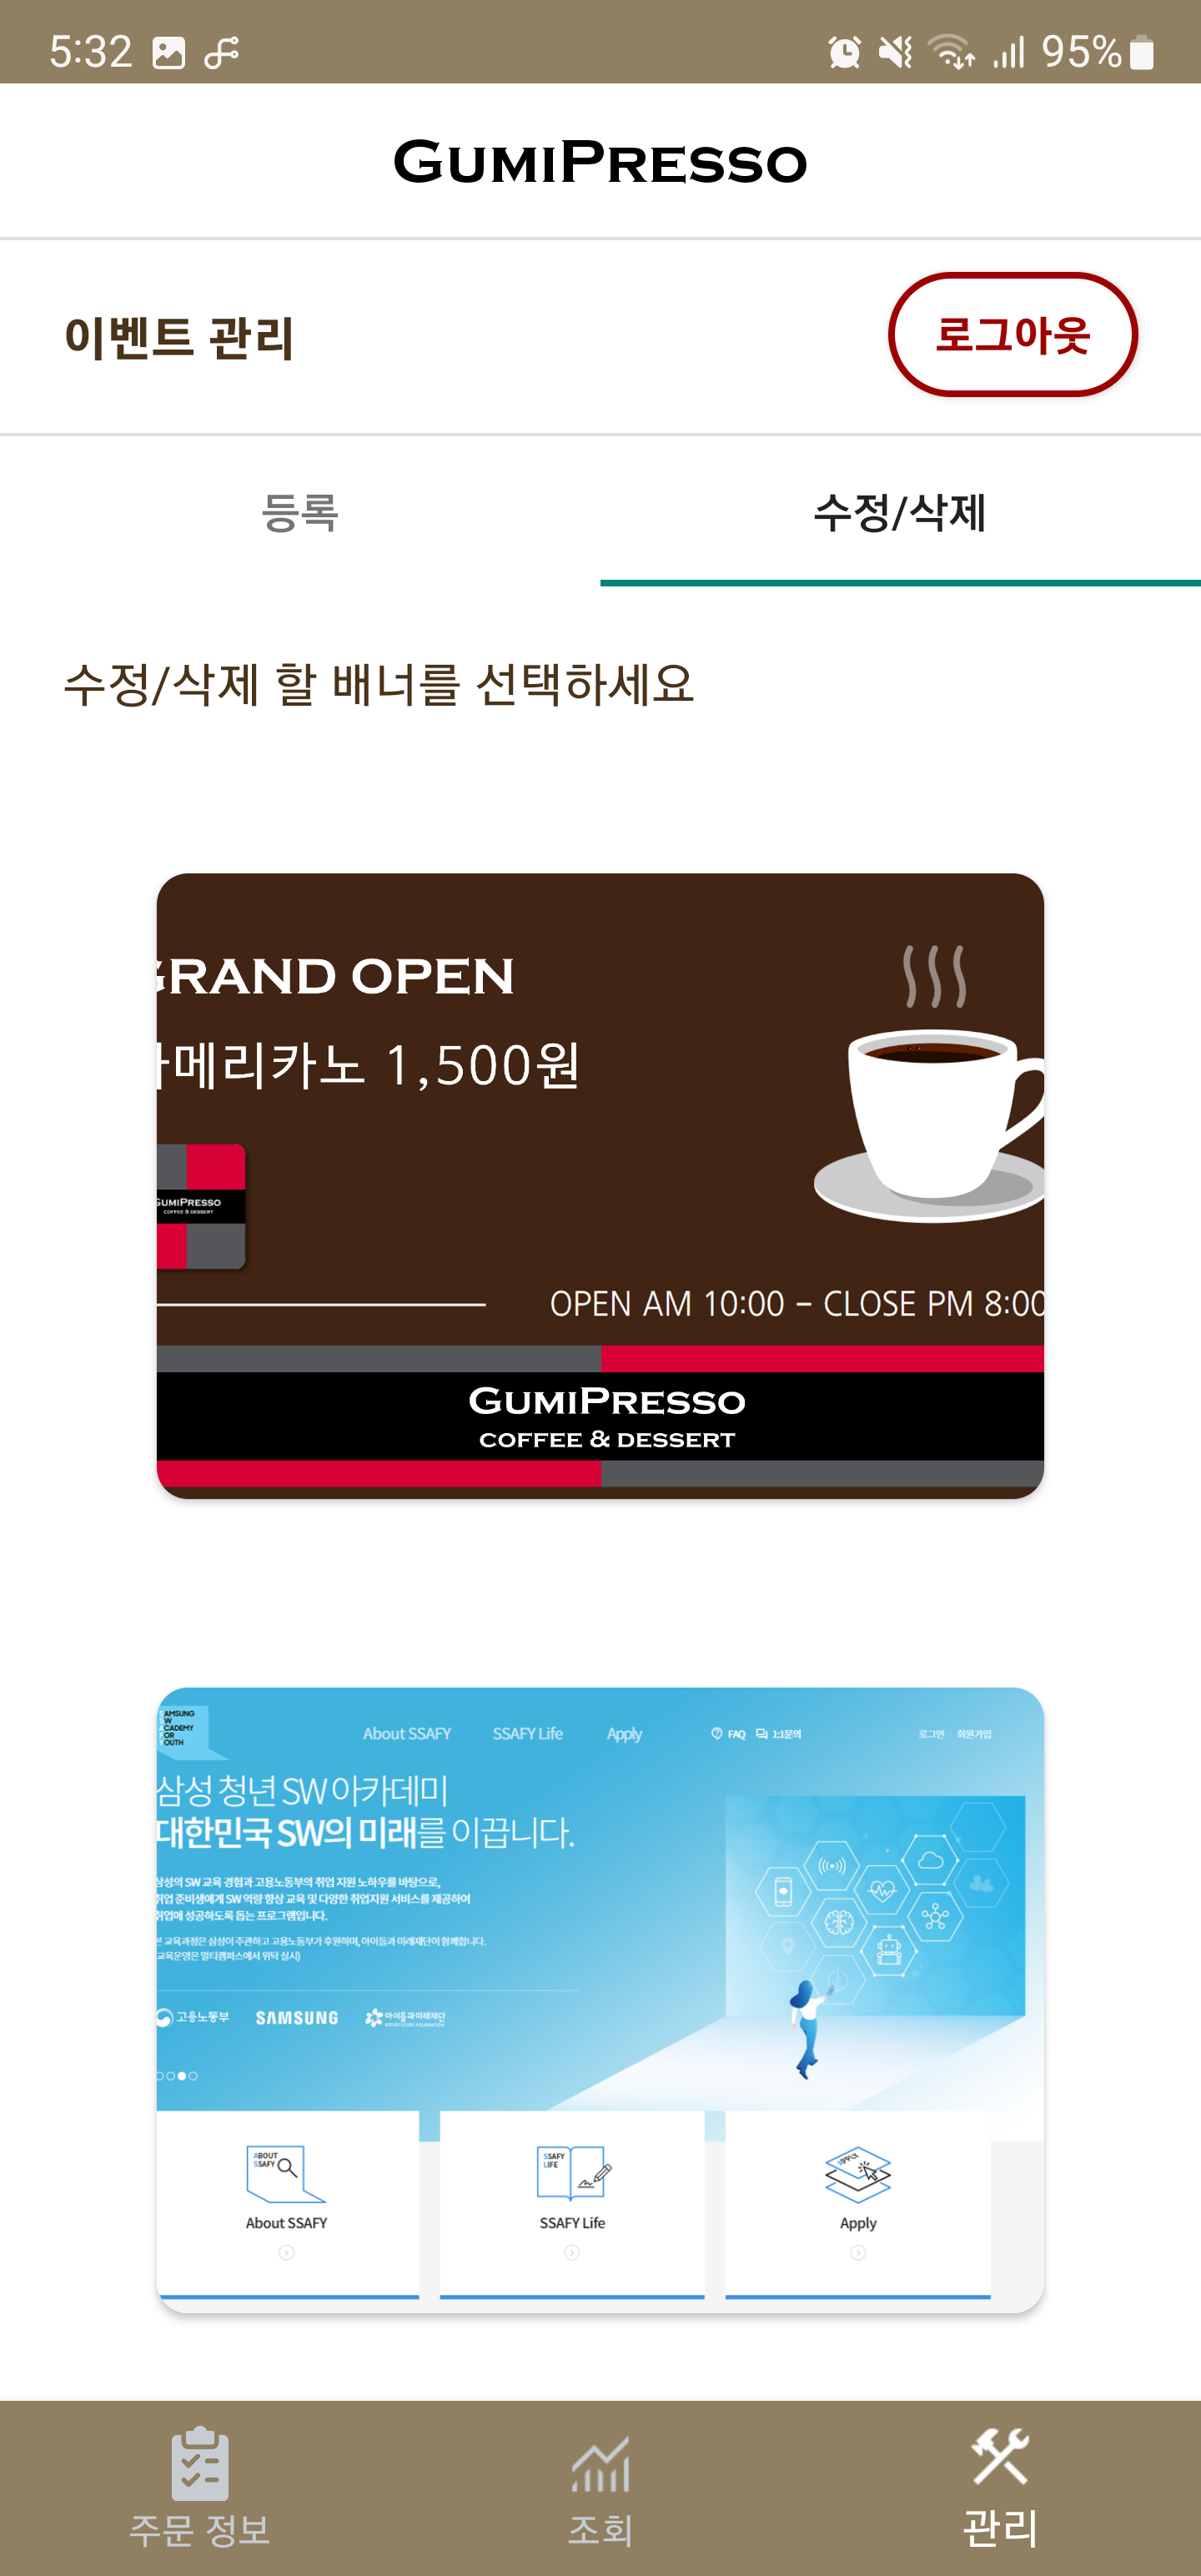 5:32 95%
GUMIPRESSO
이벤트 관리
로그아웃
등록 수정/삭제
수정/삭제 할 배너를 선택하세요
GRAND OPEN
아메리카노 1,500원
GUMIPRESSO
COFFEE & DESSERT
OPEN AM 10:00 – CLOSE PM 8:00
GUMIPRESSO
COFFEE & DESSERT
AMSUNG
W
CADEMY
OR
OUTH
About SSAFY SSAFY Life Apply FAQ 1:1문의 로그인 회원가입
삼성 청년 SW 아카데미
대한민국 SW의 미래를 이끕니다.
삼성의 SW 교육 경험과 고용노동부의 취업 지원 노하우를 바탕으로,
취업 준비생에게 SW 역량 향상 교육 및 다양한 취업지원 서비스를 제공하여
취업에 성공하도록 돕는 프로그램입니다.
본 교육과정은 삼성이 주관하고 고용노동부가 후원하며, 아이들과 미래재단이 함께합니다.
교육운영은 멀티캠퍼스에서 위탁 실시)
고용노동부 SAMSUNG 아이들과미래재단
ABOUT
SSAFY
SSAFY
LIFE
APPLY
About SSAFY SSAFY Life Apply
주문 정보 조회 관리